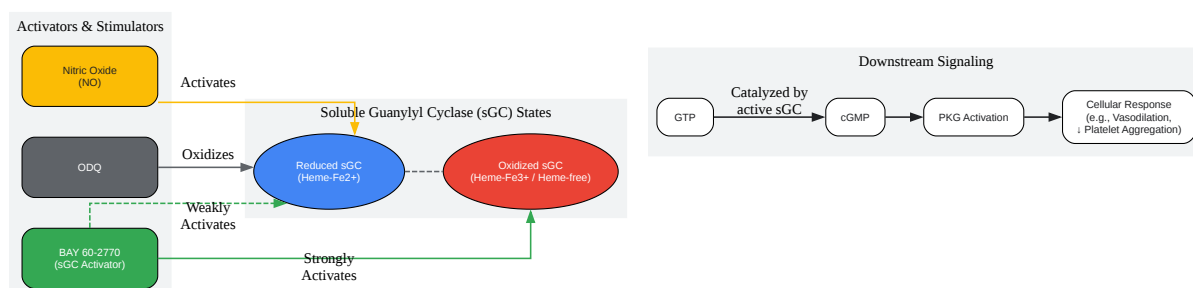 Activators & Stimulators
Nitric Oxide
(NO)
Activates
ODQ
Oxidizes
BAY 60-2770
(sGC Activator)
Weakly
Activates
Strongly
Activates
Soluble Guanylyl Cyclase (sGC) States
Reduced sGC
(Heme-Fe2+)
Oxidized sGC
(Heme-Fe3+ / Heme-free)
Downstream Signaling
GTP
Catalyzed by
active sGC
cGMP
PKG Activation
Cellular Response
(e.g., Vasodilation,
↓ Platelet Aggregation)